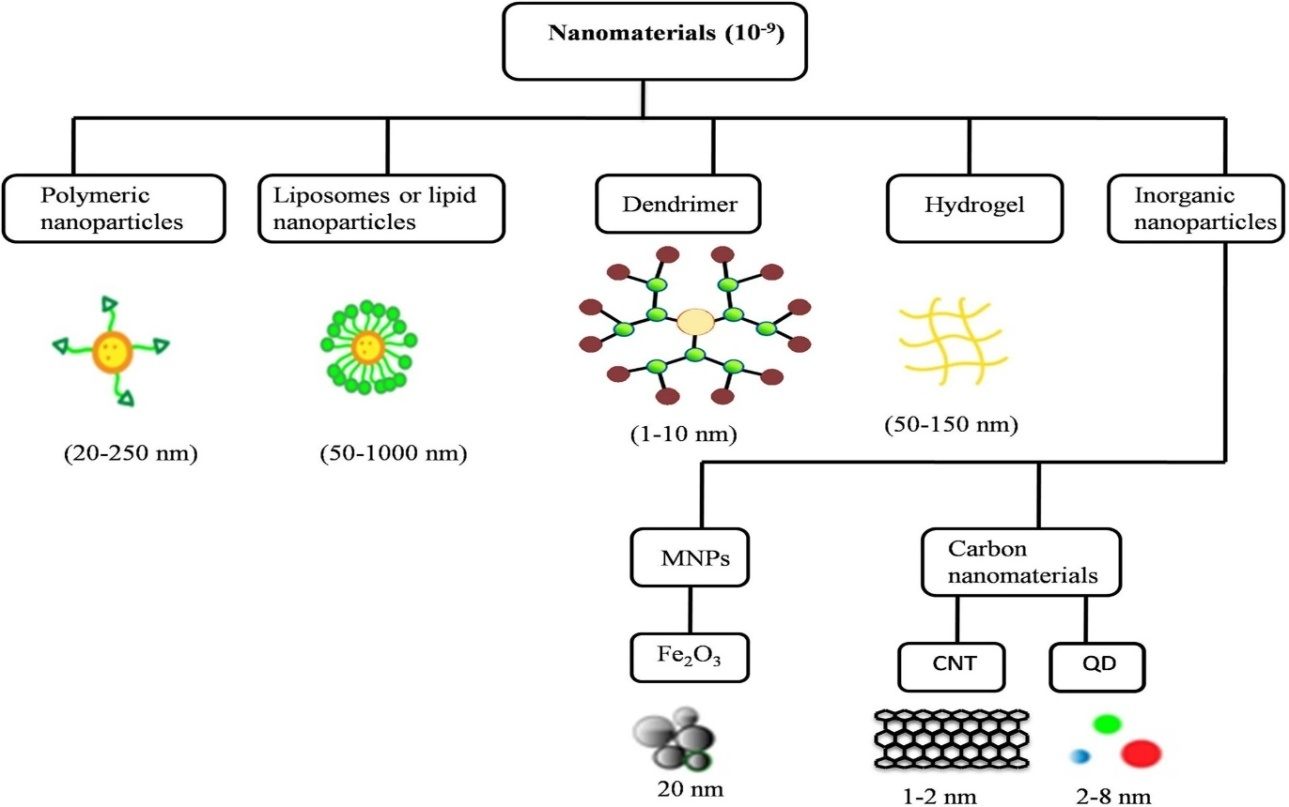 Nanomaterials (10⁻⁹)
Polymeric
nanoparticles
Liposomes or lipid
nanoparticles
Dendrimer
Hydrogel
Inorganic
nanoparticles
(20-250 nm)
(50-1000 nm)
(1-10 nm)
(50-150 nm)
MNPs
Carbon
nanomaterials
Fe₂O₃
CNT
QD
20 nm
1-2 nm
2-8 nm